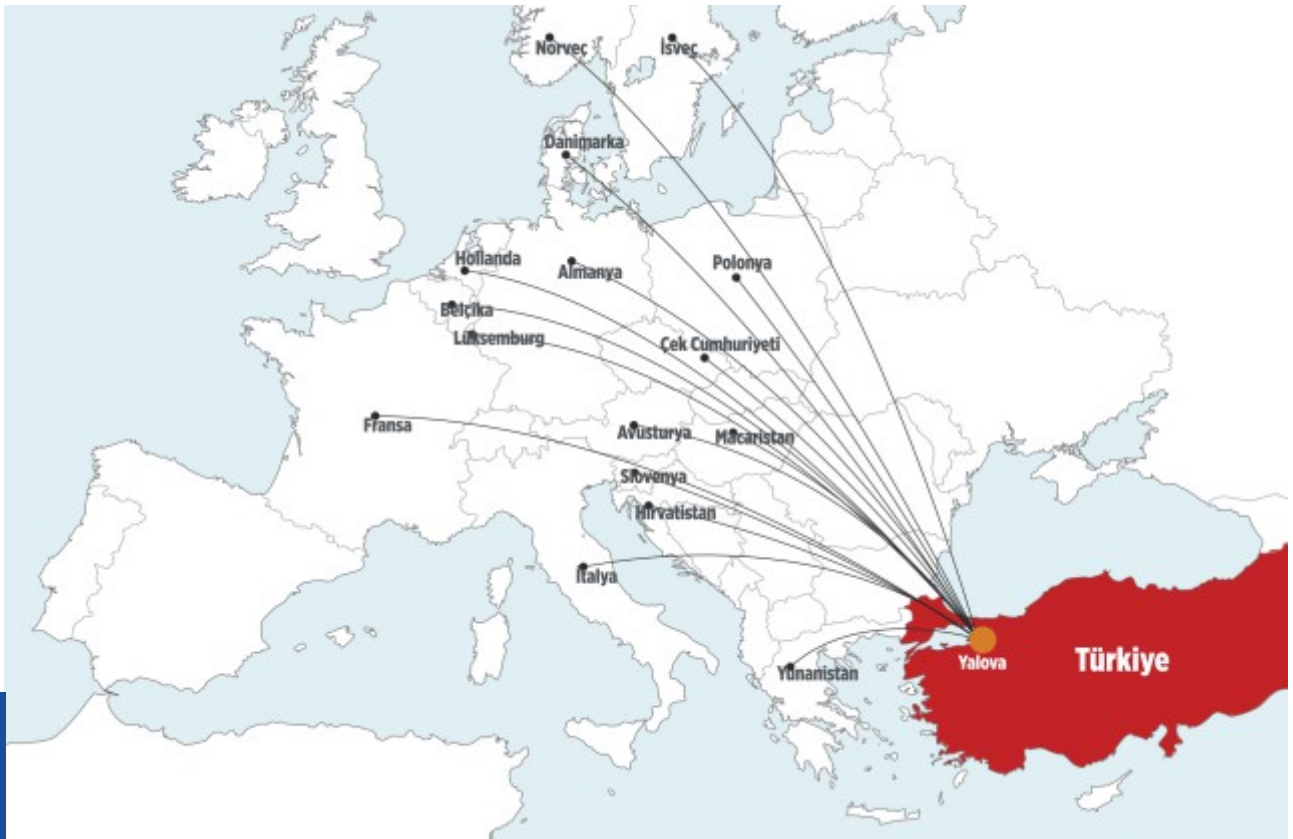 Norveç
İsveç
Danimarka
Hollanda
Almanya
Polonya
Belçika
Lüksemburg
Çek Cumhuriyeti
Fransa
Avusturya
Macaristan
Slovenya
Hırvatistan
İtalya
Yunanistan
Yalova
Türkiye